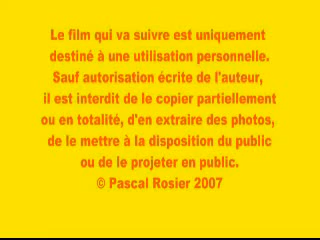 Le film qui va suivre est uniquement
destiné à une utilisation personnelle.
Sauf autorisation écrite de l'auteur,
il est interdit de le copier partiellement
ou en totalité, d'en extraire des photos,
de le mettre à la disposition du public
ou de le projeter en public.
© Pascal Rosier 2007